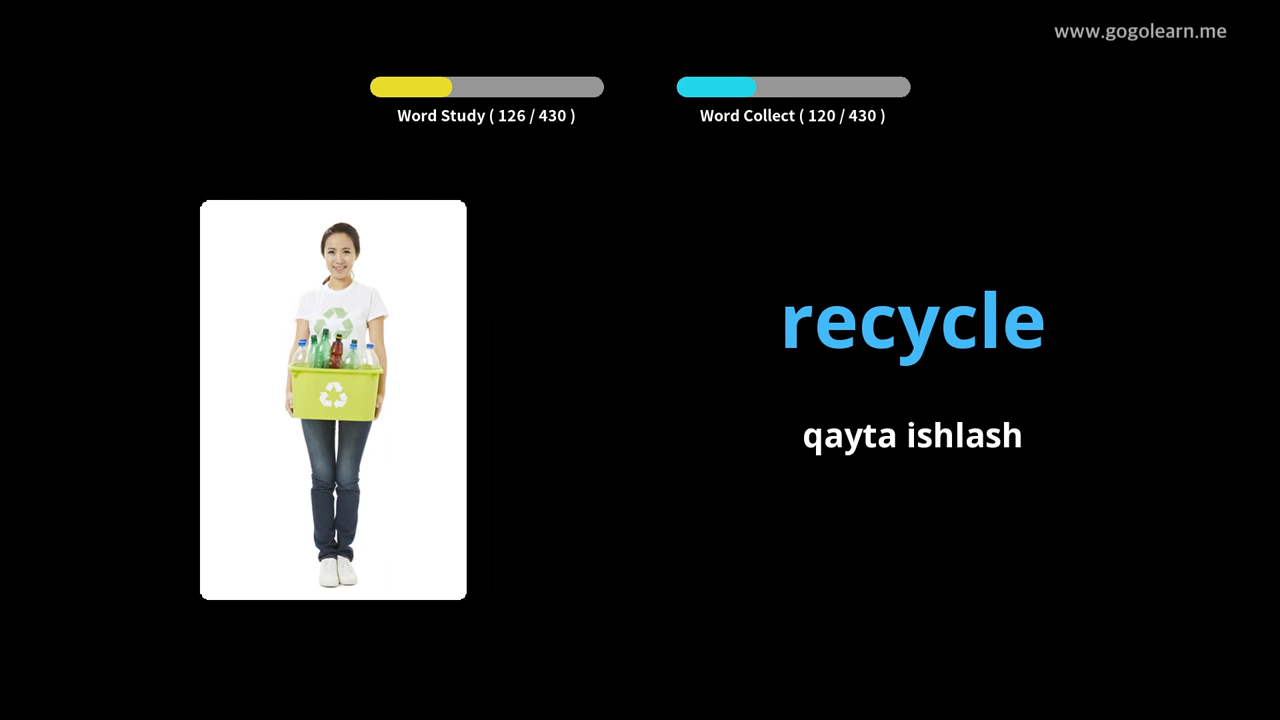 www.gogolearn.me
Word Study ( 126 / 430 )
Word Collect ( 120 / 430 )
recycle
qayta ishlash